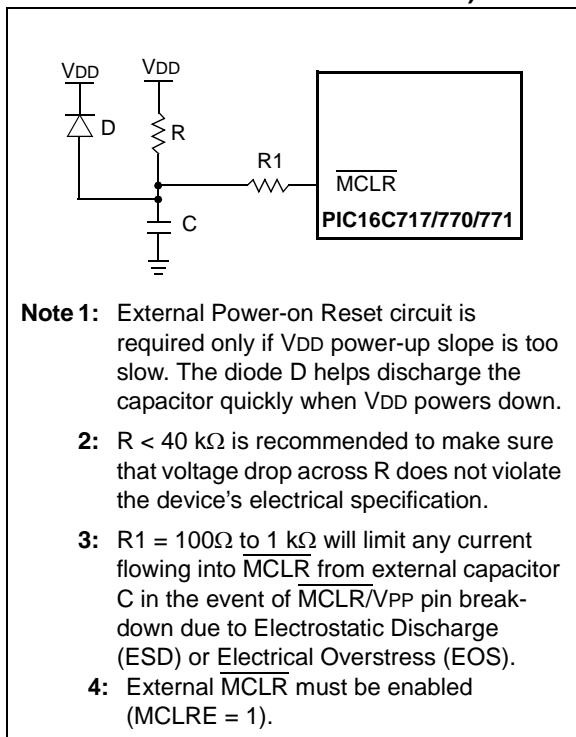 VDD VDD
D
R
R1
MCLR
C
PIC16C717/770/771
Note 1: External Power-on Reset circuit is
required only if VDD power-up slope is too
slow. The diode D helps discharge the
capacitor quickly when VDD powers down.
2: R < 40 kΩ is recommended to make sure
that voltage drop across R does not violate
the device's electrical specification.
3: R1 = 100Ω to 1 kΩ will limit any current
flowing into MCLR from external capacitor
C in the event of MCLR/VPP pin break-
down due to Electrostatic Discharge
(ESD) or Electrical Overstress (EOS).
4: External MCLR must be enabled
(MCLRE = 1).